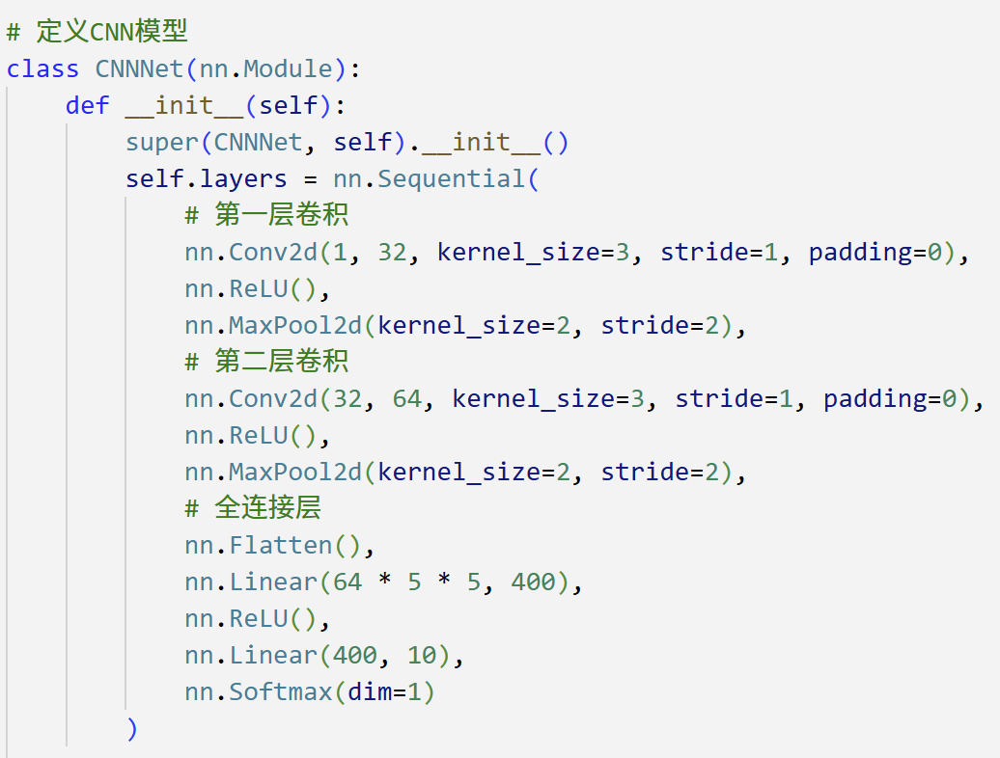 # 定义CNN模型
class CNNNet(nn.Module):
    def __init__(self):
        super(CNNNet, self).__init__()
        self.layers = nn.Sequential(
            # 第一层卷积
            nn.Conv2d(1, 32, kernel_size=3, stride=1, padding=0),
            nn.ReLU(),
            nn.MaxPool2d(kernel_size=2, stride=2),
            # 第二层卷积
            nn.Conv2d(32, 64, kernel_size=3, stride=1, padding=0),
            nn.ReLU(),
            nn.MaxPool2d(kernel_size=2, stride=2),
            # 全连接层
            nn.Flatten(),
            nn.Linear(64 * 5 * 5, 400),
            nn.ReLU(),
            nn.Linear(400, 10),
            nn.Softmax(dim=1)
        )